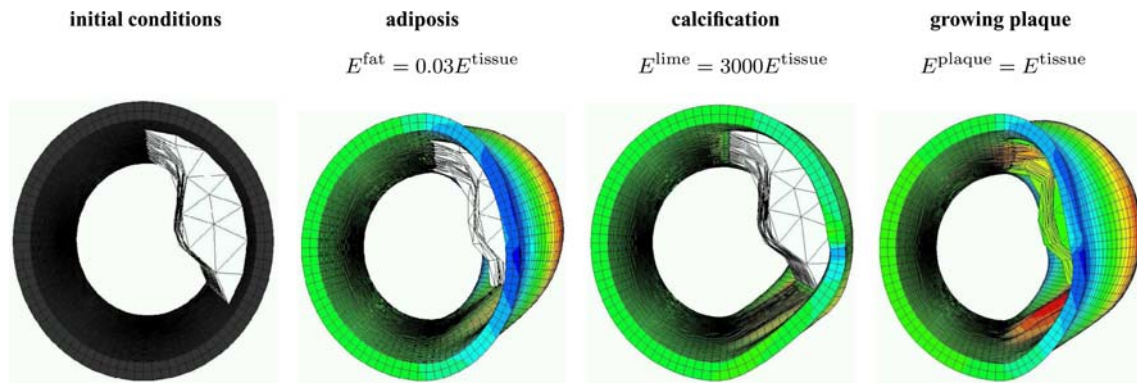 initial conditions
adiposis
calcification
growing plaque
E^fat = 0.03E^tissue
E^lime = 3000E^tissue
E^plaque = E^tissue